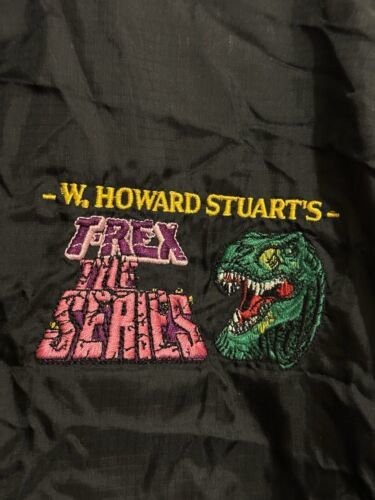 - W. HOWARD STUART'S -
T-REX
THE
SERIES